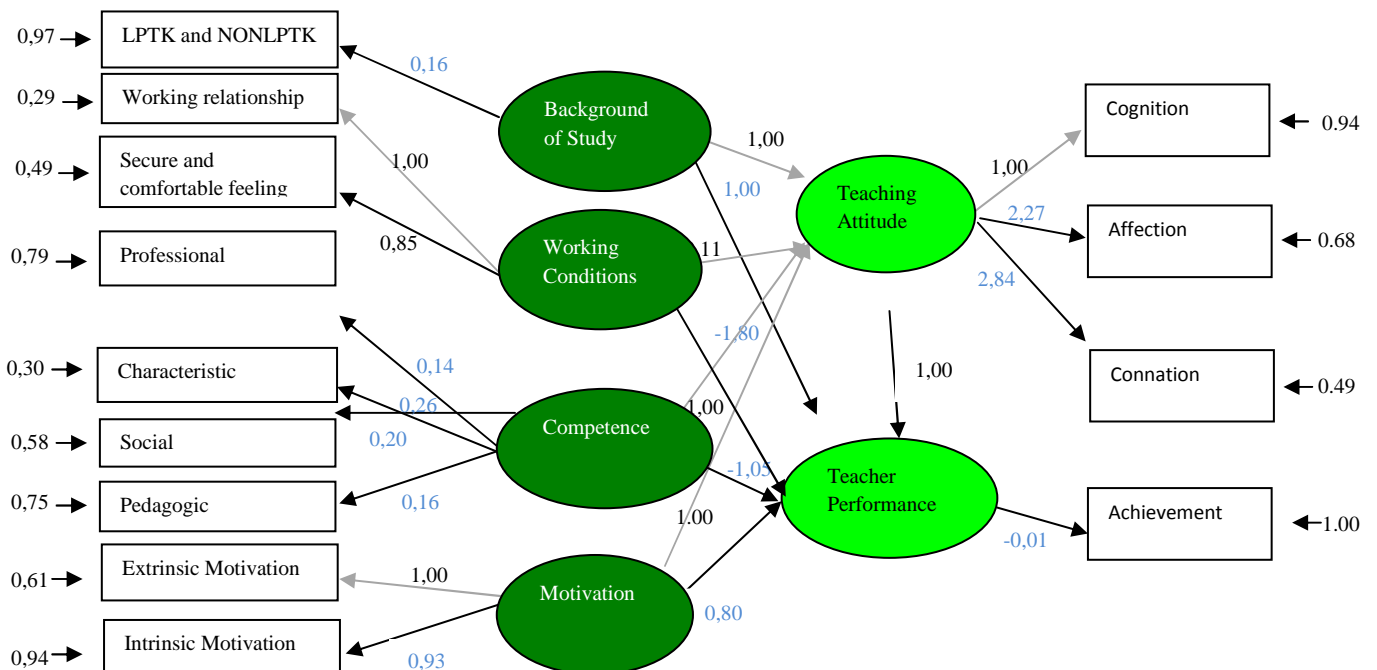 0,97
LPTK and NONLPTK
0,16
0,29
Working relationship
1,00
0,49
Secure and
comfortable feeling
0,85
0,79
Professional
0,30
Characteristic
0,14
0,26
0,58
Social
0,20
0,75
Pedagogic
0,16
0,61
Extrinsic Motivation
1,00
0,94
Intrinsic Motivation
0,93
Background
of Study
1,00
1,00
Working
Conditions
11
-1,80
Competence
1,00
-1,05
Motivation
1.00
0,80
Teaching
Attitude
1,00
2,27
2,84
1,00
Teacher
Performance
-0,01
Cognition
0.94
Affection
0.68
Connation
0.49
Achievement
1.00